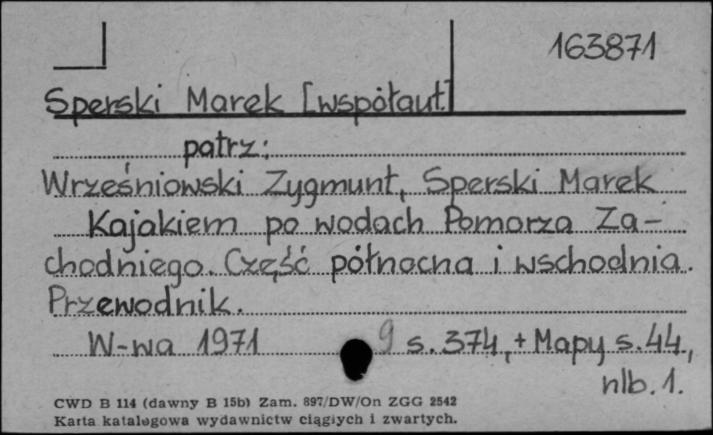 163871
Sperski Marek [współaut.]
patrz:
Wrześniowski Zygmunt, Sperski Marek
Kajakiem po wodach Pomorza Za-
chodniego. Część północna i wschodnia.
Przewodnik.
W-wa 1971 9 s. 374, + Mapy s. 44,
nlb. 1.
CWD B 114 (dawny B 15b) Zam. 897/DW/On ZGG 2542
Karta katalogowa wydawnictw ciągłych i zwartych.